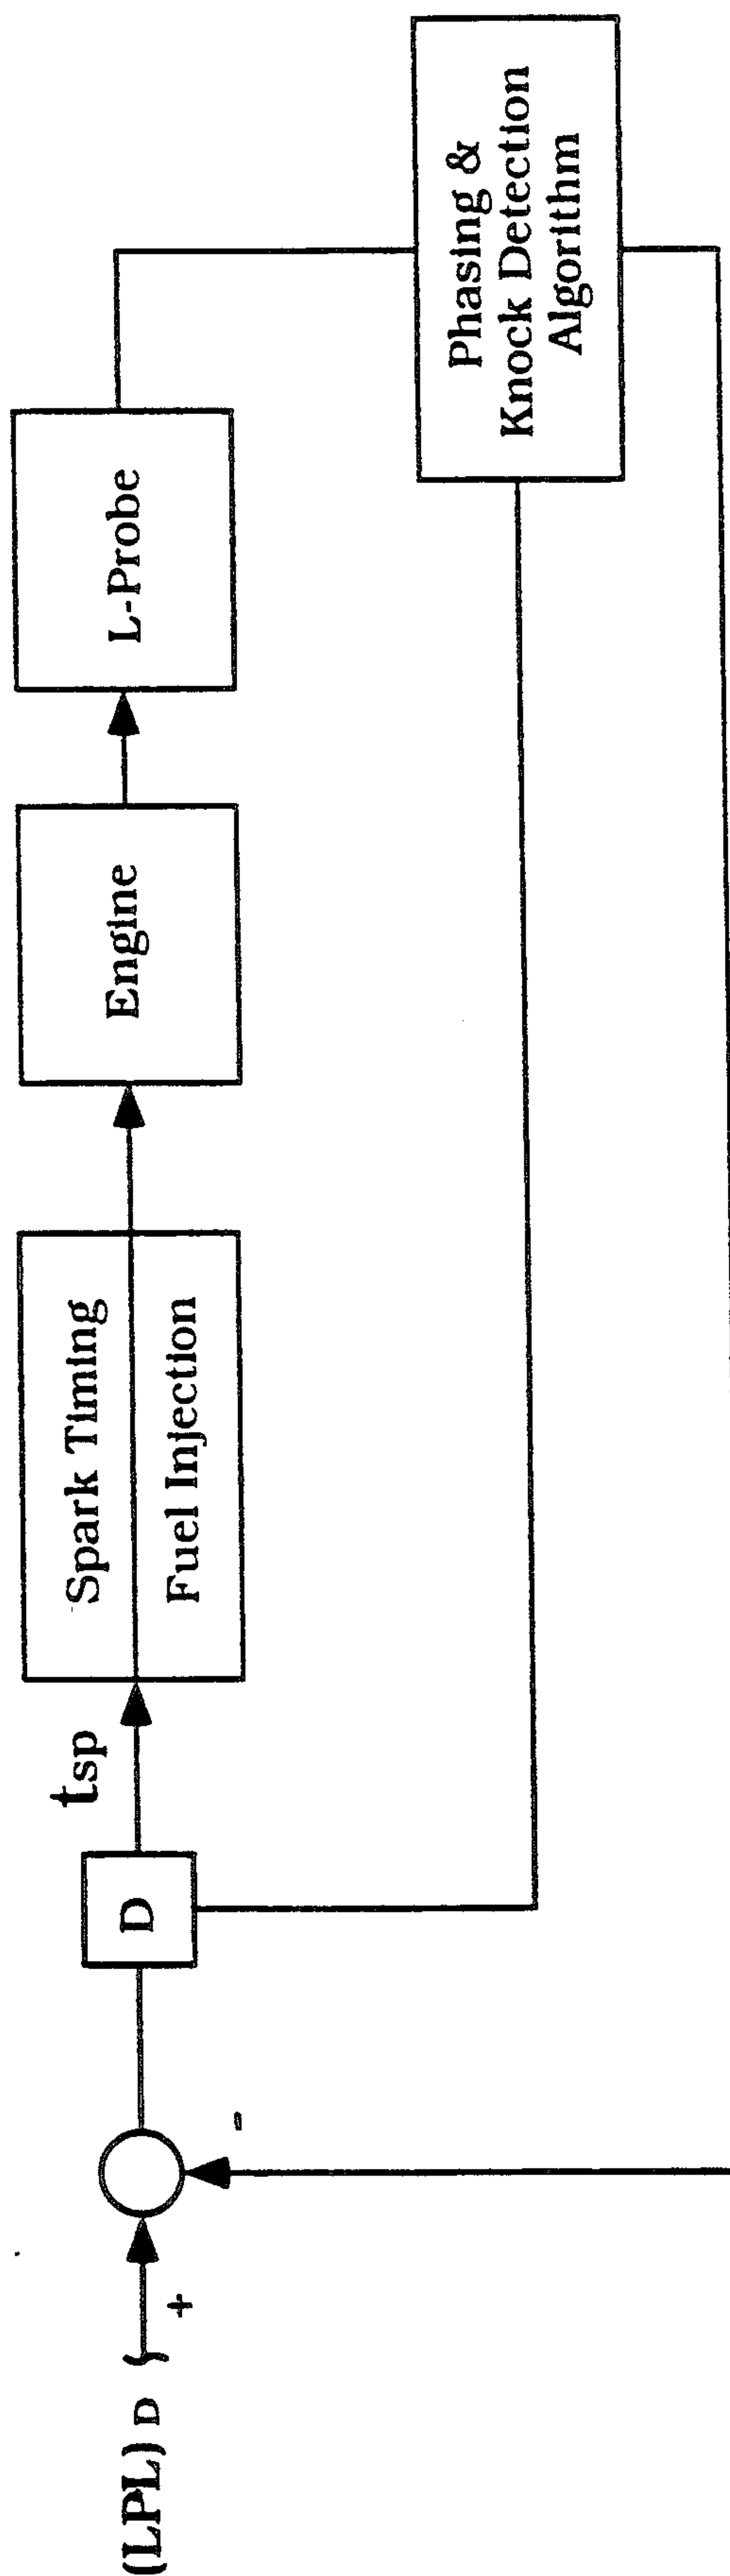 (LPL) D
+
-
D
tsp
Spark Timing
Fuel Injection
Engine
L-Probe
Phasing &
Knock Detection
Algorithm